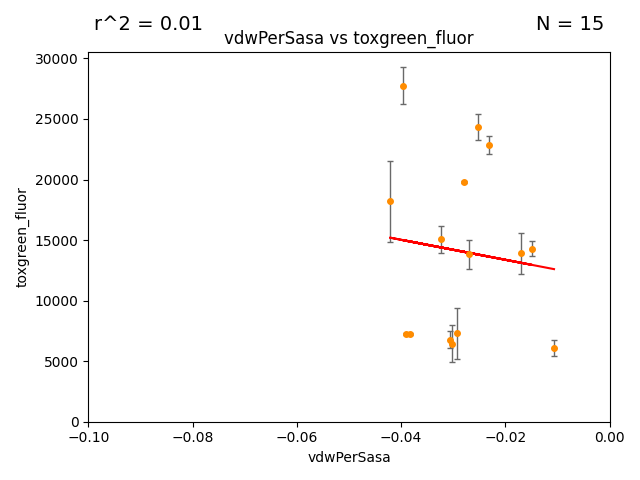 r^2 = 0.01
N = 15
vdwPerSasa vs toxgreen_fluor
30000
25000
20000
15000
10000
5000
0
toxgreen_fluor
−0.10
−0.08
−0.06
−0.04
−0.02
0.00
vdwPerSasa